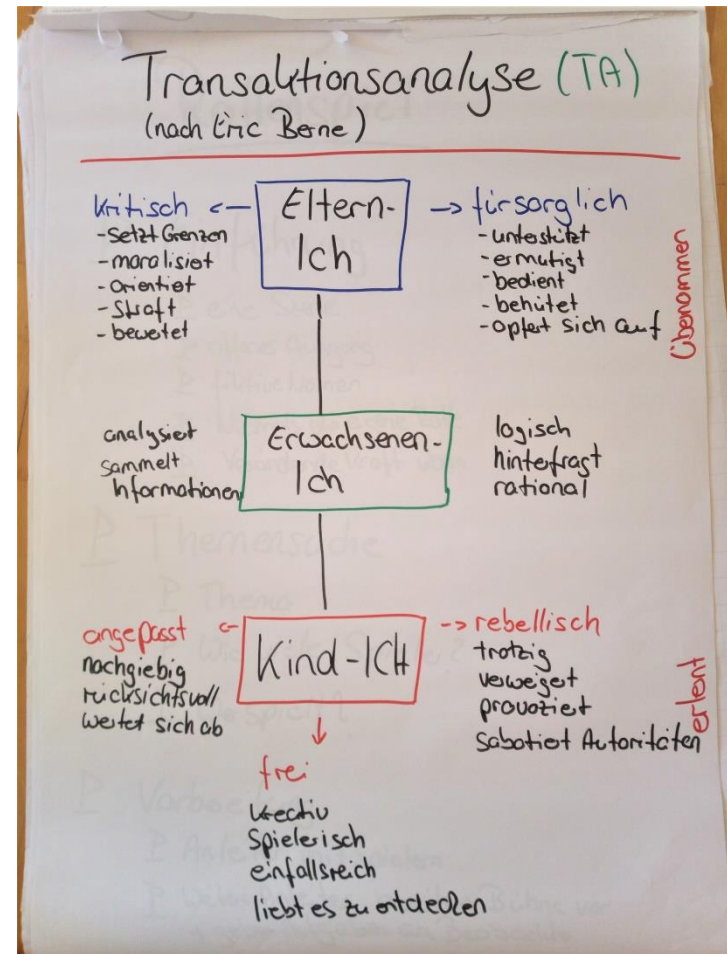 Transaktionsanalyse (TA)
(nach Eric Berne)
kritisch <- Eltern- -> fürsorglich
Ich
-setzt Grenzen
-moralisiert
-orientiert
-straft
-bewertet
-unterstützt
-ermutigt
-bedient
-behütet
-opfert sich auf
übernommen
analysiert
sammelt
Informationen
Erwachsenen-
Ich
logisch
hinterfragt
rational
angepasst <- Kind-ICH -> rebellisch
nachgiebig
rücksichtsvoll
wertet sich ab
trotzig
verweigert
provoziert
sabotiert Autoritäten
erlernt
frei
kreativ
spielerisch
einfallsreich
liebt es zu entdecken